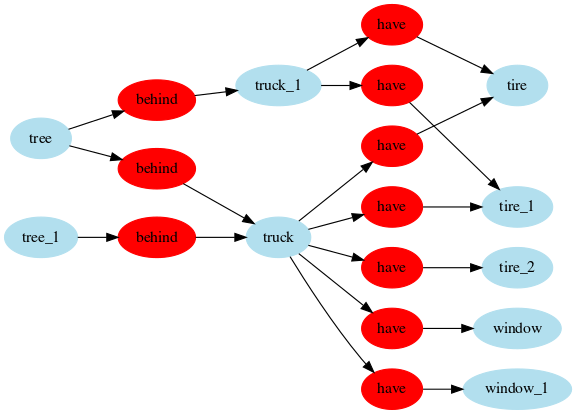 have
behind
truck_1
have
tire
tree
have
behind
have
tire_1
tree_1
behind
truck
have
tire_2
have
window
have
window_1